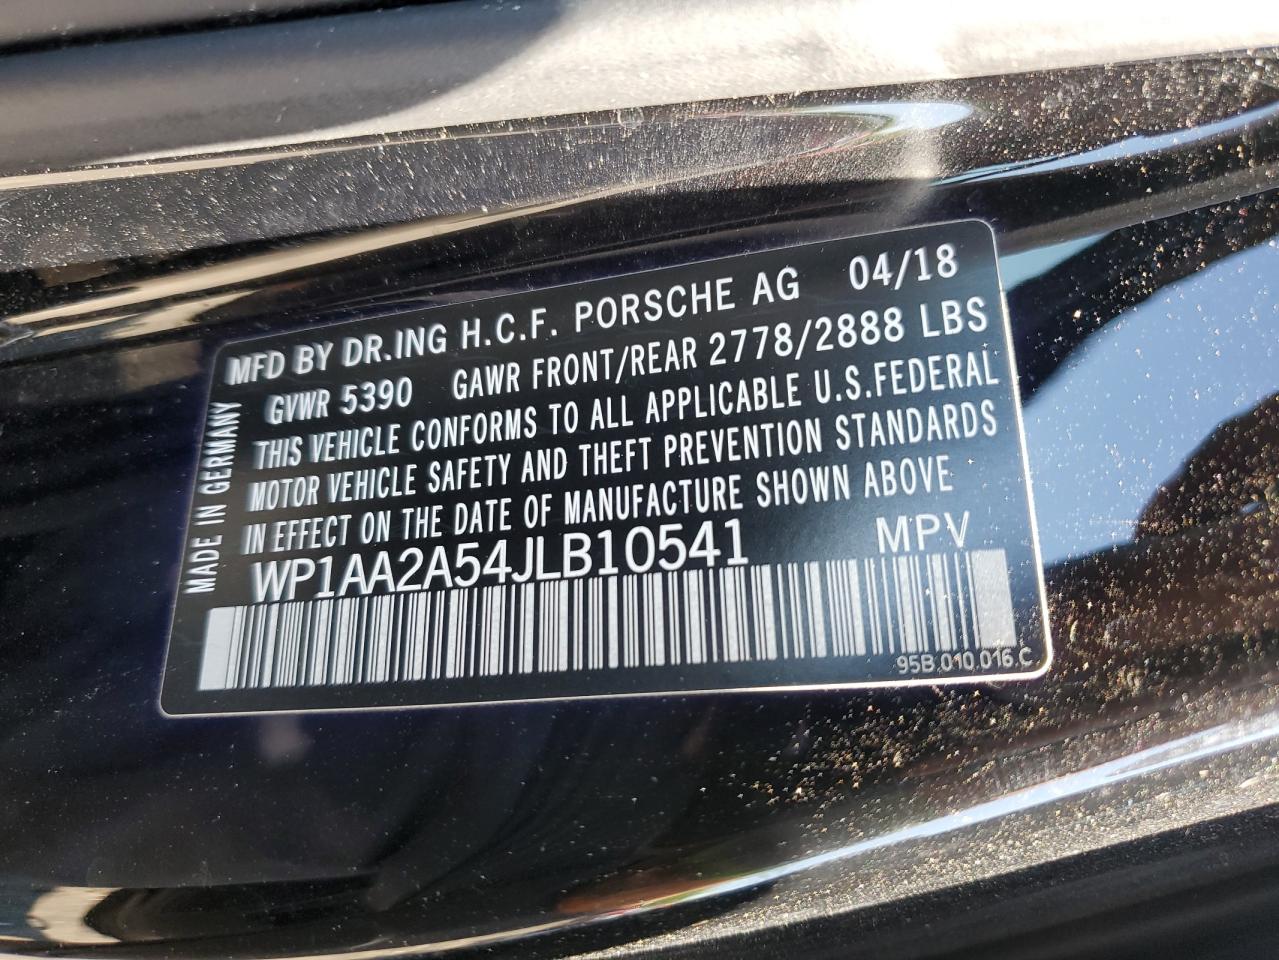 MFD BY DR.ING H.C.F. PORSCHE AG 04/18
GVWR 5390 GAWR FRONT/REAR 2778/2888 LBS
THIS VEHICLE CONFORMS TO ALL APPLICABLE U.S.FEDERAL
MOTOR VEHICLE SAFETY AND THEFT PREVENTION STANDARDS
IN EFFECT ON THE DATE OF MANUFACTURE SHOWN ABOVE
WP1AA2A54JLB10541 MPV
95B.010.016.C
MADE IN GERMANY